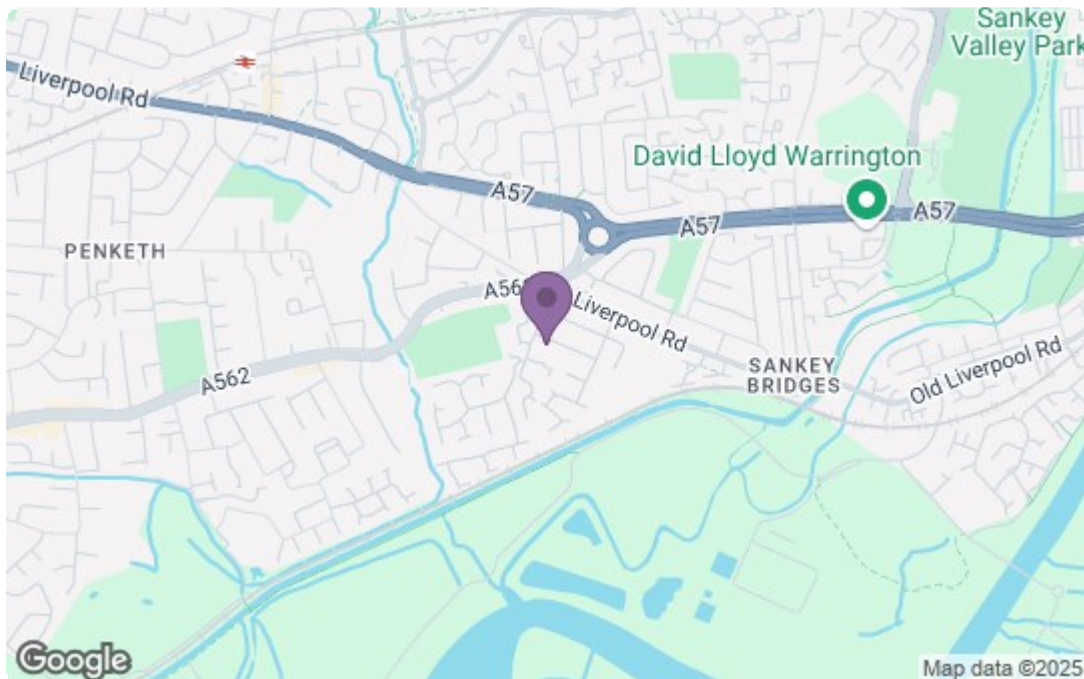 Sankey
Valley Park
Liverpool Rd
David Lloyd Warrington
A57
A57
A57
PENKETH
A562
Liverpool Rd
SANKEY
BRIDGES
A562
Old Liverpool Rd
Google
Map data ©2025